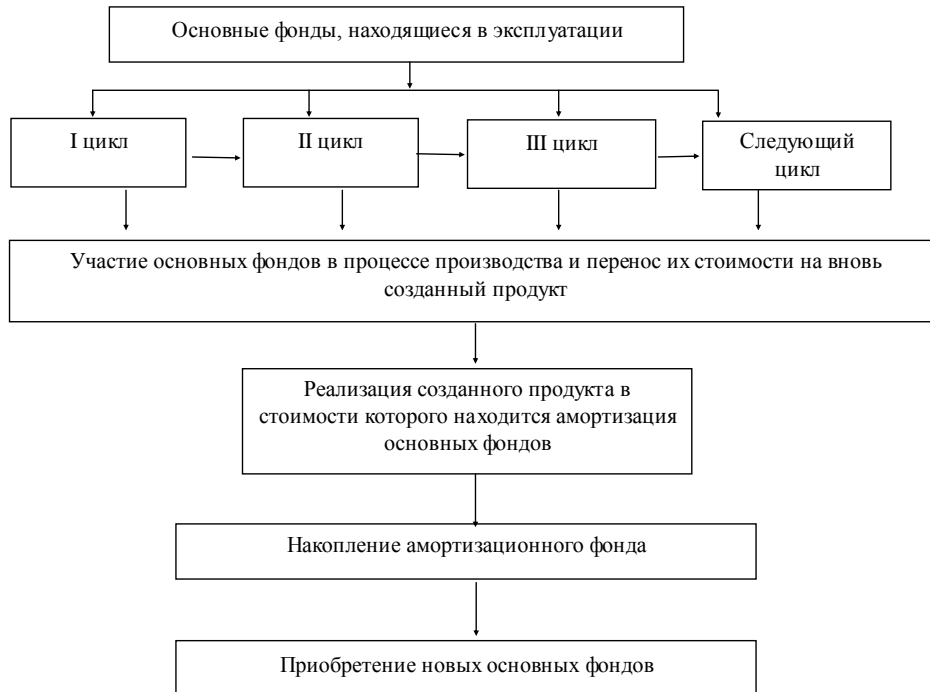 Основные фонды, находящиеся в эксплуатации
I цикл
II цикл
III цикл
Следующий
цикл
Участие основных фондов в процессе производства и перенос их стоимости на вновь
созданный продукт
Реализация созданного продукта в
стоимости которого находится амортизация
основных фондов
Накопление амортизационного фонда
Приобретение новых основных фондов